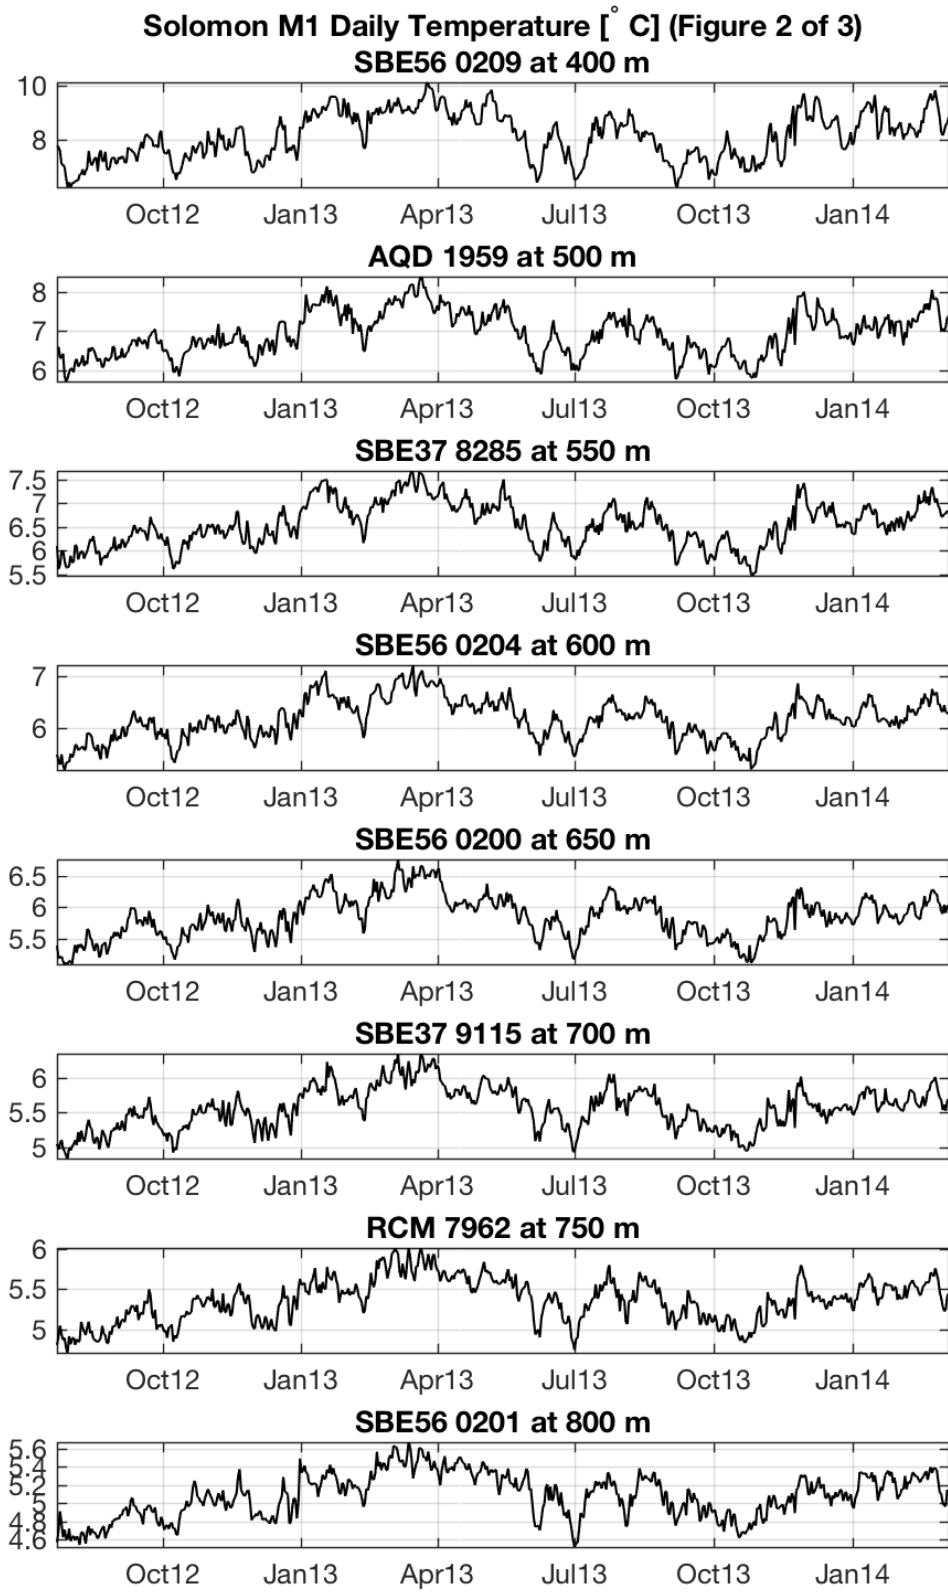 Solomon M1 Daily Temperature [° C] (Figure 2 of 3)
SBE56 0209 at 400 m
10
8
Oct12 Jan13 Apr13 Jul13 Oct13 Jan14
AQD 1959 at 500 m
8
7
6
Oct12 Jan13 Apr13 Jul13 Oct13 Jan14
SBE37 8285 at 550 m
7.5
7
6.5
6
5.5
Oct12 Jan13 Apr13 Jul13 Oct13 Jan14
SBE56 0204 at 600 m
7
6
Oct12 Jan13 Apr13 Jul13 Oct13 Jan14
SBE56 0200 at 650 m
6.5
6
5.5
Oct12 Jan13 Apr13 Jul13 Oct13 Jan14
SBE37 9115 at 700 m
6
5.5
5
Oct12 Jan13 Apr13 Jul13 Oct13 Jan14
RCM 7962 at 750 m
6
5.5
5
Oct12 Jan13 Apr13 Jul13 Oct13 Jan14
SBE56 0201 at 800 m
5.6
5.4
5.2
5
4.8
4.6
Oct12 Jan13 Apr13 Jul13 Oct13 Jan14